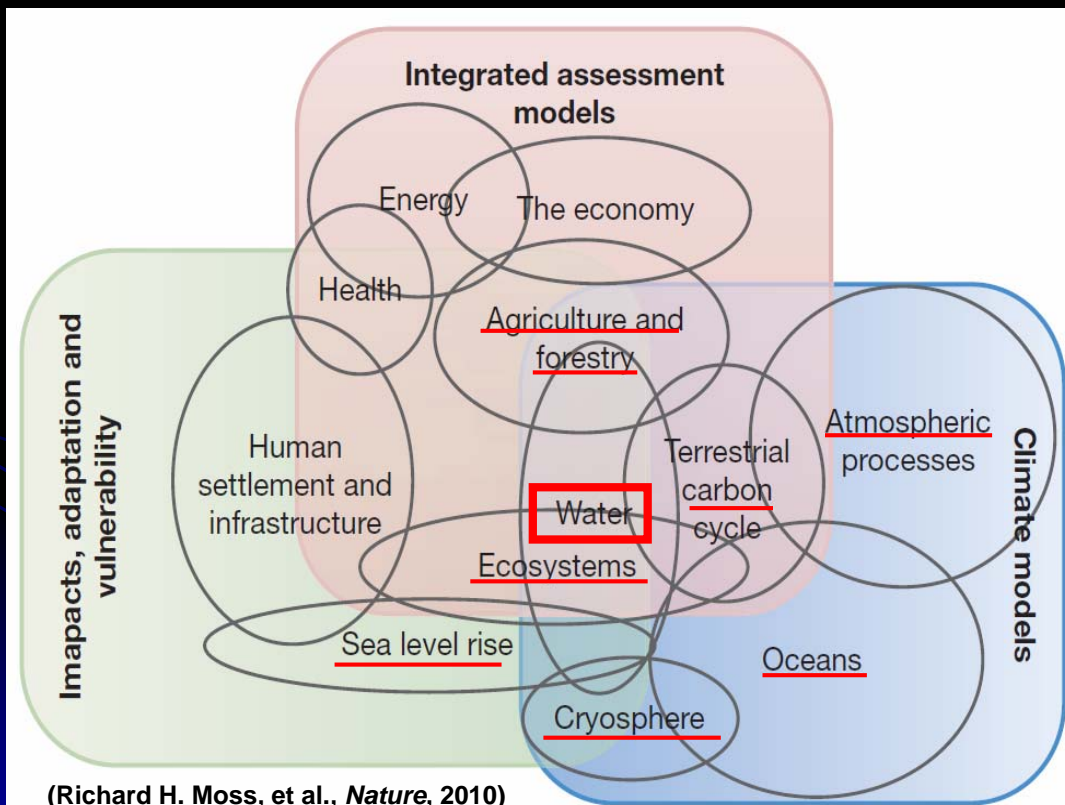 Integrated assessment
models
Energy
The economy
Health
Agriculture and
forestry
Imapacts, adaptation and
vulnerability
Human
settlement and
infrastructure
Water
Terrestrial
carbon
cycle
Atmospheric
processes
Climate models
Ecosystems
Sea level rise
Oceans
Cryosphere
(Richard H. Moss, et al., Nature, 2010)